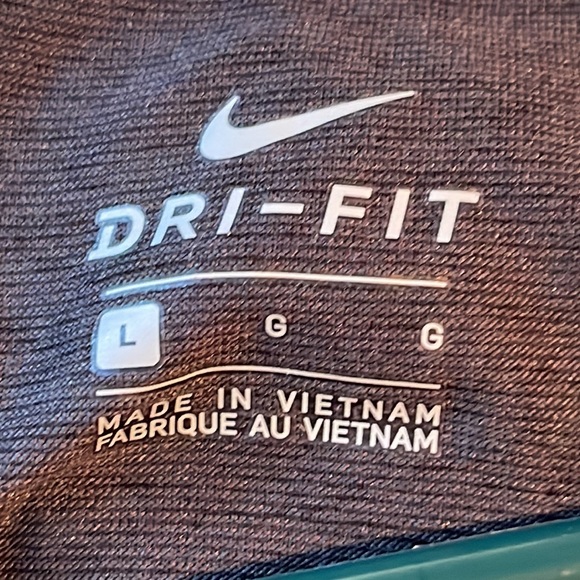 DRI-FIT
L G G
MADE IN VIETNAM
FABRIQUE AU VIETNAM